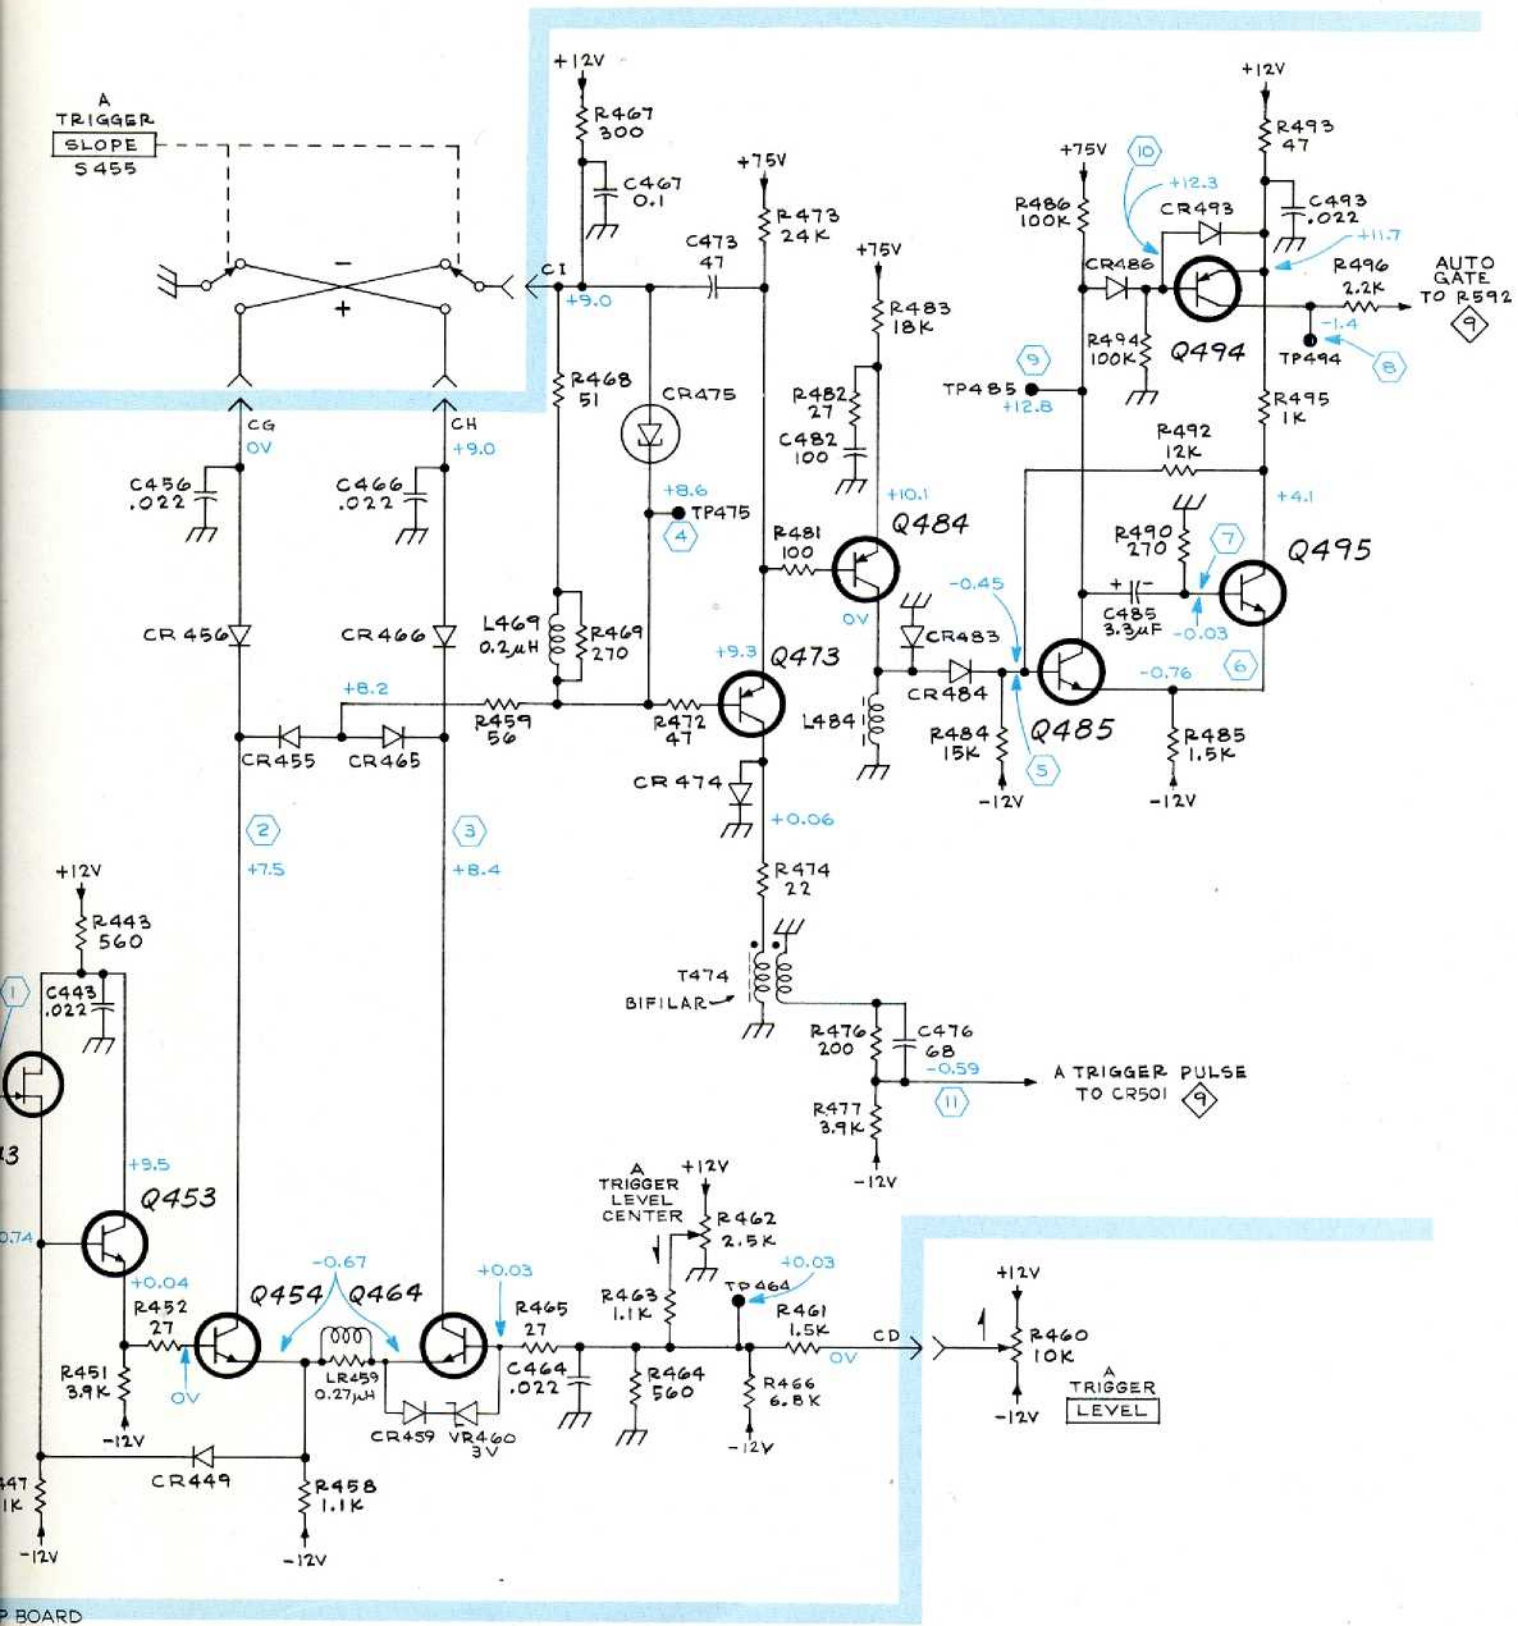 A
TRIGGER
SLOPE
S455
-
+
+12V
R467
300
C467
0.1
CI
+9.0
C473
47
+75V
R473
24K
+75V
R483
18K
R482
27
C482
100
+10.1
Q484
R481
100
0V
+12V
R493
47
C493
.022
+75V
10
+12.3
CR493
R486
100K
CR486
+11.7
R496
2.2K
AUTO
GATE
TO R592
9
R494
100K
Q494
-1.4
TP494
8
9
TP485
+12.8
R495
1K
R492
12K
+4.1
R490
270
7
Q495
+ -
C485
3.3µF
-0.03
-0.45
CR483
CR484
L484
R484
15K
-12V
5
Q485
-0.76
6
R485
1.5K
-12V
CG
0V
CH
+9.0
C456
.022
C466
.022
CR456
CR466
R468
51
CR475
+8.6
TP475
4
L469
0.2µH
R469
270
+8.2
R459
56
CR455
CR465
R472
47
+9.3
Q473
CR474
+0.06
R474
22
T474
BIFILAR
R476
200
C476
68
-0.59
11
A TRIGGER PULSE
TO CR501
9
R477
3.9K
-12V
2
+7.5
3
+8.4
+12V
R443
560
1
C443
.022
13
+9.5
Q453
0.74
+0.04
R452
27
R451
3.9K
-12V
0V
Q454
-0.67
Q464
LR459
0.27µH
+0.03
R465
27
CR459
VR460
3V
C464
.022
CR449
447
1K
-12V
R458
1.1K
-12V
A
TRIGGER
LEVEL
CENTER
+12V
R462
2.5K
R463
1.1K
TP464
+0.03
R461
1.5K
CD
0V
R464
560
R466
6.8K
-12V
+12V
R460
10K
-12V
A
TRIGGER
LEVEL
P BOARD